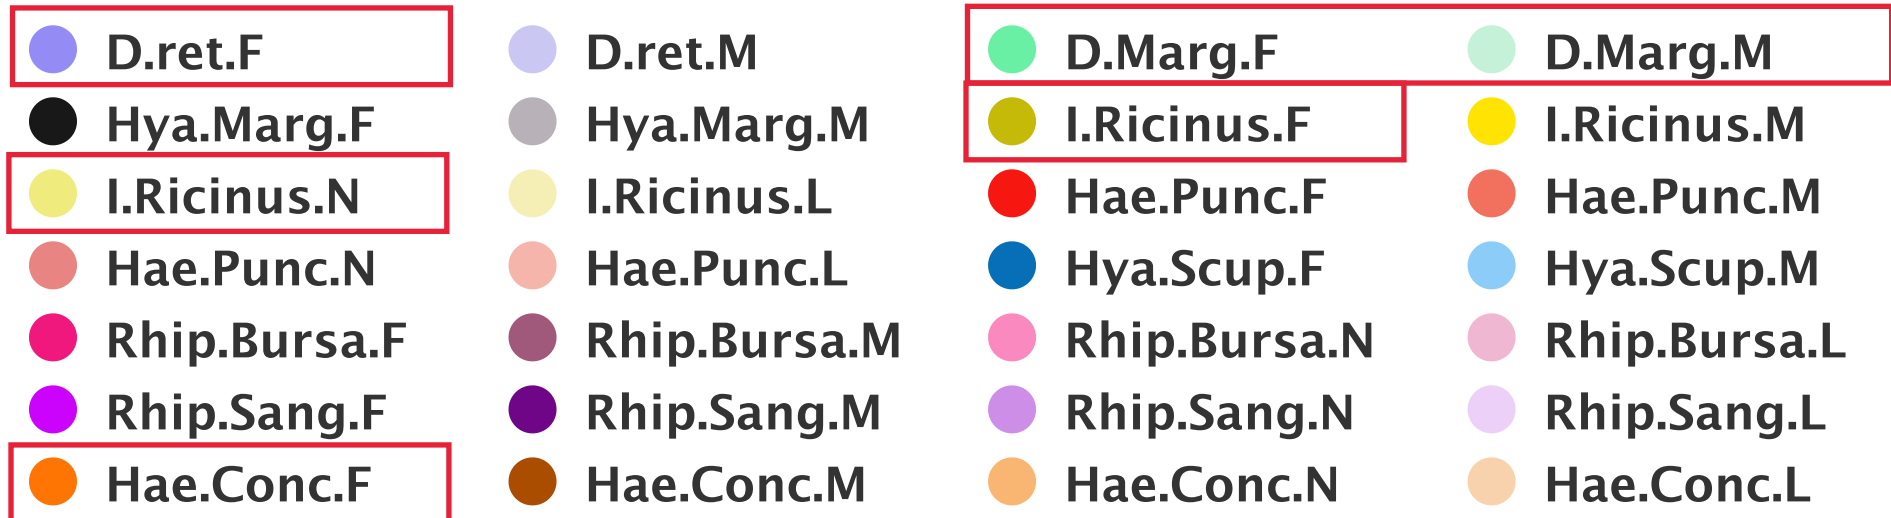 D.ret.F D.ret.M D.Marg.F D.Marg.M
Hya.Marg.F Hya.Marg.M I.Ricinus.F I.Ricinus.M
I.Ricinus.N I.Ricinus.L Hae.Punc.F Hae.Punc.M
Hae.Punc.N Hae.Punc.L Hya.Scup.F Hya.Scup.M
Rhip.Bursa.F Rhip.Bursa.M Rhip.Bursa.N Rhip.Bursa.L
Rhip.Sang.F Rhip.Sang.M Rhip.Sang.N Rhip.Sang.L
Hae.Conc.F Hae.Conc.M Hae.Conc.N Hae.Conc.L